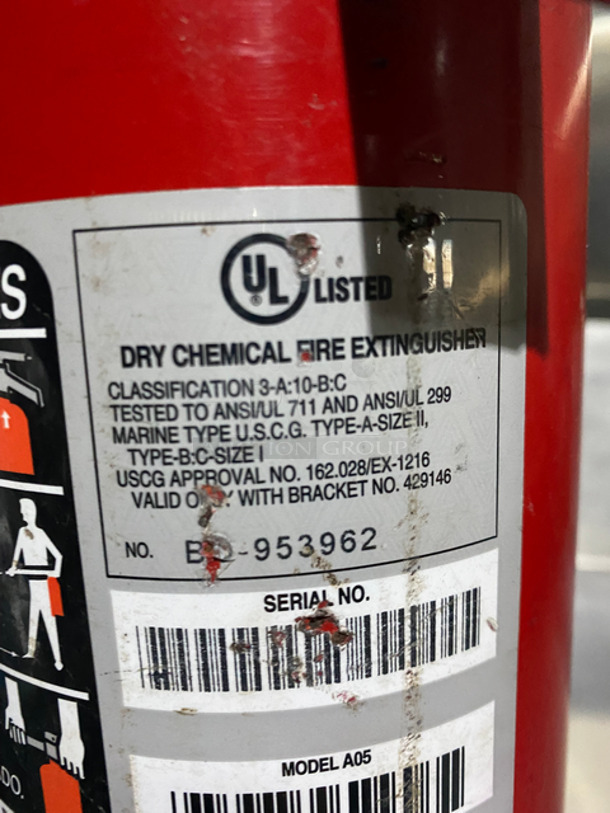 S
UL
®
LISTED
DRY CHEMICAL FIRE EXTINGUISHER
CLASSIFICATION 3-A:10-B:C
TESTED TO ANSI/UL 711 AND ANSI/UL 299
MARINE TYPE U.S.C.G. TYPE-A-SIZE II,
TYPE-B:C-SIZE I
USCG APPROVAL NO. 162.028/EX-1216
VALID ONLY WITH BRACKET NO. 429146
NO. -953962
SERIAL NO.
MODEL A05
DO.